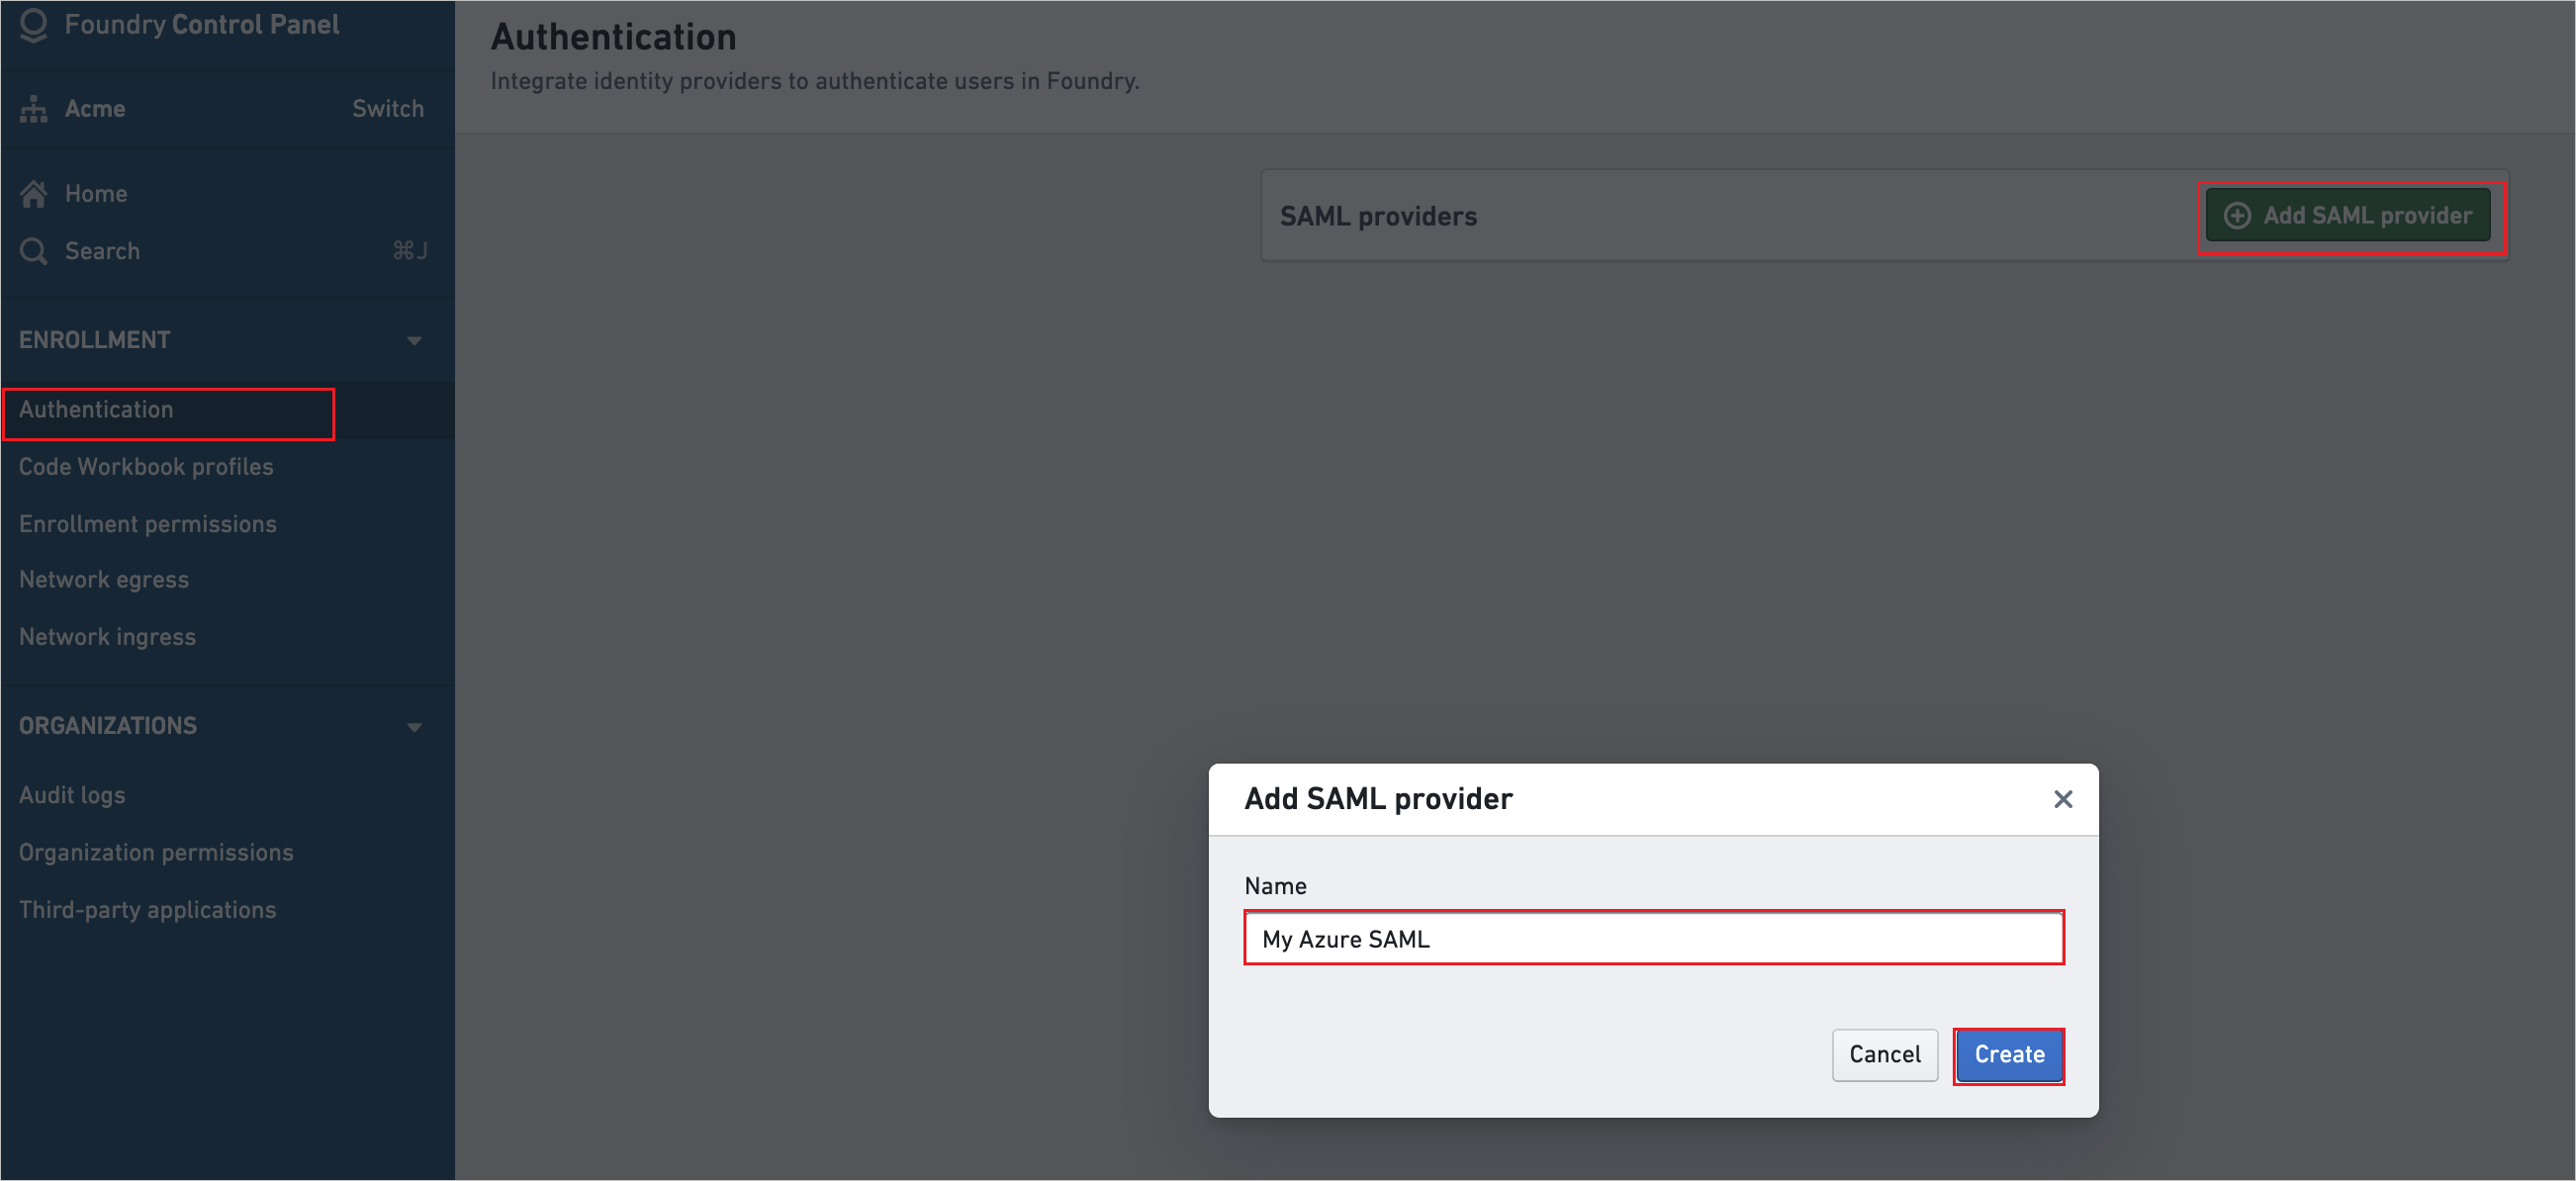 Foundry Control Panel
Acme
Switch
Home
Search
⌘J
ENROLLMENT
Authentication
Code Workbook profiles
Enrollment permissions
Network egress
Network ingress
ORGANIZATIONS
Audit logs
Organization permissions
Third-party applications
Authentication
Integrate identity providers to authenticate users in Foundry.
SAML providers
Add SAML provider
Add SAML provider
Name
My Azure SAML
Cancel
Create